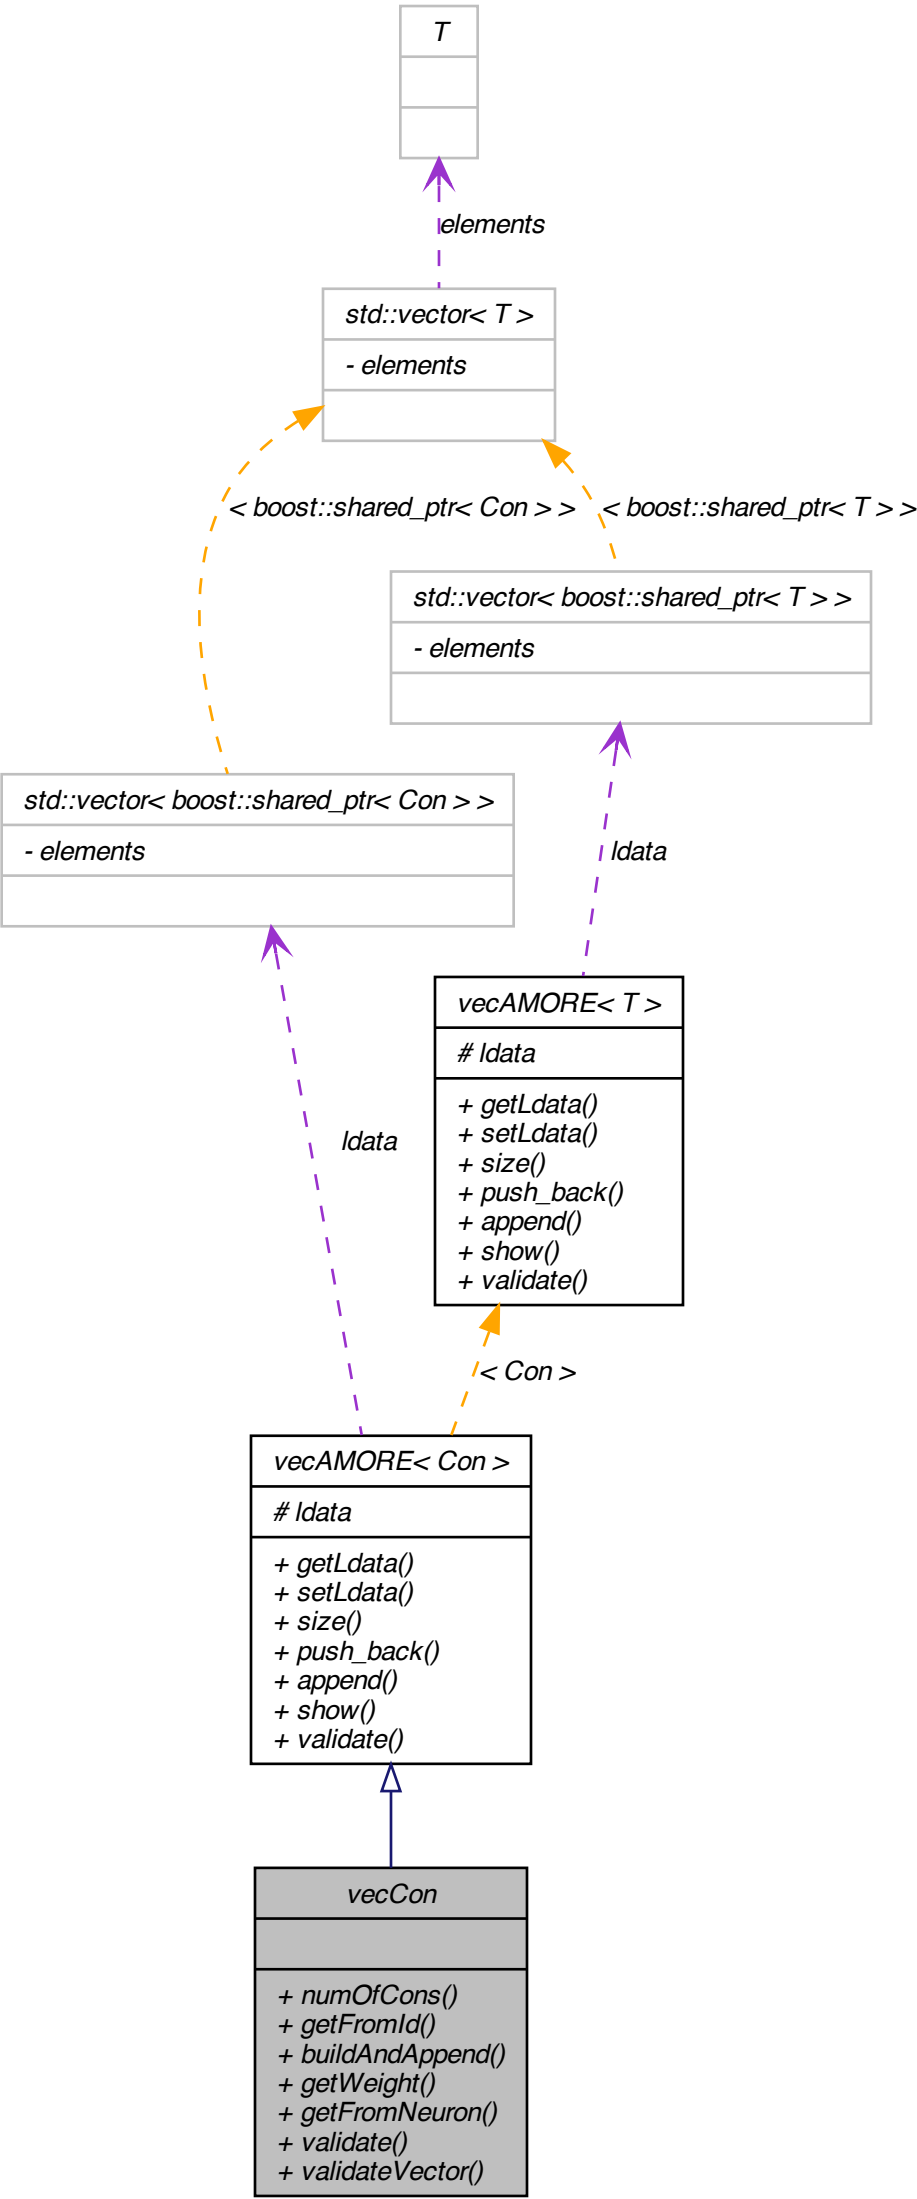 T
elements
std::vector< T >
- elements
< boost::shared_ptr< Con > >
< boost::shared_ptr< T > >
std::vector< boost::shared_ptr< T > >
- elements
std::vector< boost::shared_ptr< Con > >
- elements
ldata
vecAMORE< T >
# ldata
+ getLdata()
+ setLdata()
+ size()
+ push_back()
+ append()
+ show()
+ validate()
ldata
< Con >
vecAMORE< Con >
# ldata
+ getLdata()
+ setLdata()
+ size()
+ push_back()
+ append()
+ show()
+ validate()
vecCon
+ numOfCons()
+ getFromId()
+ buildAndAppend()
+ getWeight()
+ getFromNeuron()
+ validate()
+ validateVector()